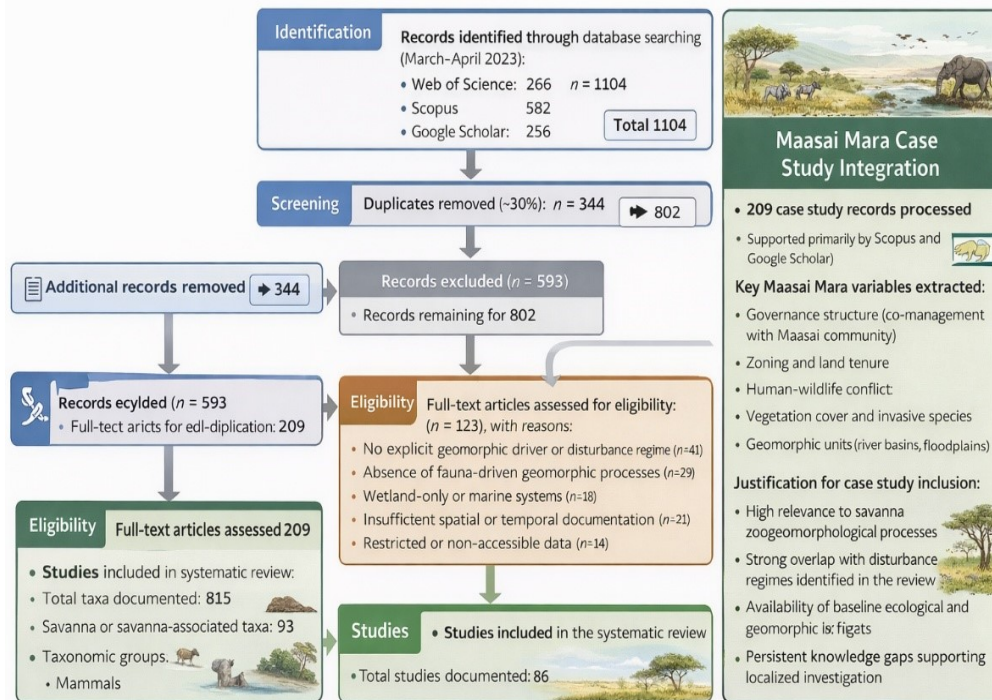 Identification
Records identified through database searching
(March–April 2023):
• Web of Science: 266 n = 1104
• Scopus 582
• Google Scholar: 256
Total 1104
Screening
Duplicates removed (~30%): n = 344
802
Additional records removed
344
Records excluded (n = 593)
• Records remaining for 802
Records ecylded (n = 593
• Full-tect aricts for edl-diplication: 209
Eligibility
Full-text articles assessed for eligibility:
(n = 123), with reasons:
• No explicit geomorphic driver or disturbance regime (n=41)
• Absence of fauna-driven geomorphic processes (n=29)
• Wetland-only or marine systems (n=18)
• Insufficient spatial or temporal documentation (n=21)
• Restricted or non-accessible data (n=14)
Eligibility
Full-text articles assessed 209
• Studies included in systematic review:
• Total taxa documented: 815
• Savanna or savanna-associated taxa: 93
• Taxonomic groups.
• Mammals
Studies
• Studies included in the systematic review
• Total studies documented: 86
Maasai Mara Case
Study Integration
• 209 case study records processed
• Supported primarily by Scopus and
Google Scholar)
Key Maasai Mara variables extracted:
• Governance structure (co-management
with Maasai community)
• Zoning and land tenure
• Human-wildlife conflict:
• Vegetation cover and invasive species
• Geomorphic units (river basins, floodplains)
Justification for case study inclusion:
• High relevance to savanna
zoogeomorphological processes
• Strong overlap with disturbance
regimes identified in the review
• Availability of baseline ecological and
geomorphic is: figats
• Persistent knowledge gaps supporting
localized investigation